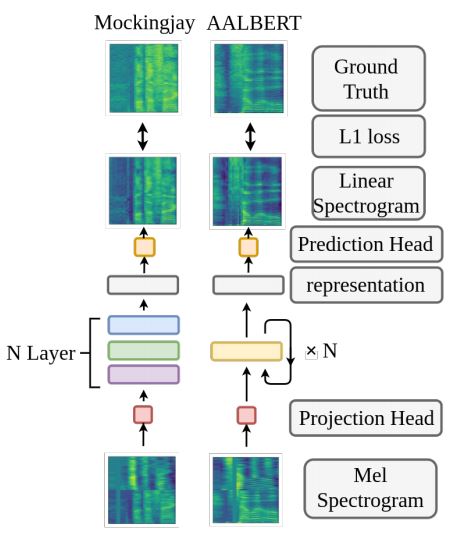 Mockingjay AALBERT
Ground
Truth
L1 loss
Linear
Spectrogram
Prediction Head
representation
N Layer
× N
Projection Head
Mel
Spectrogram